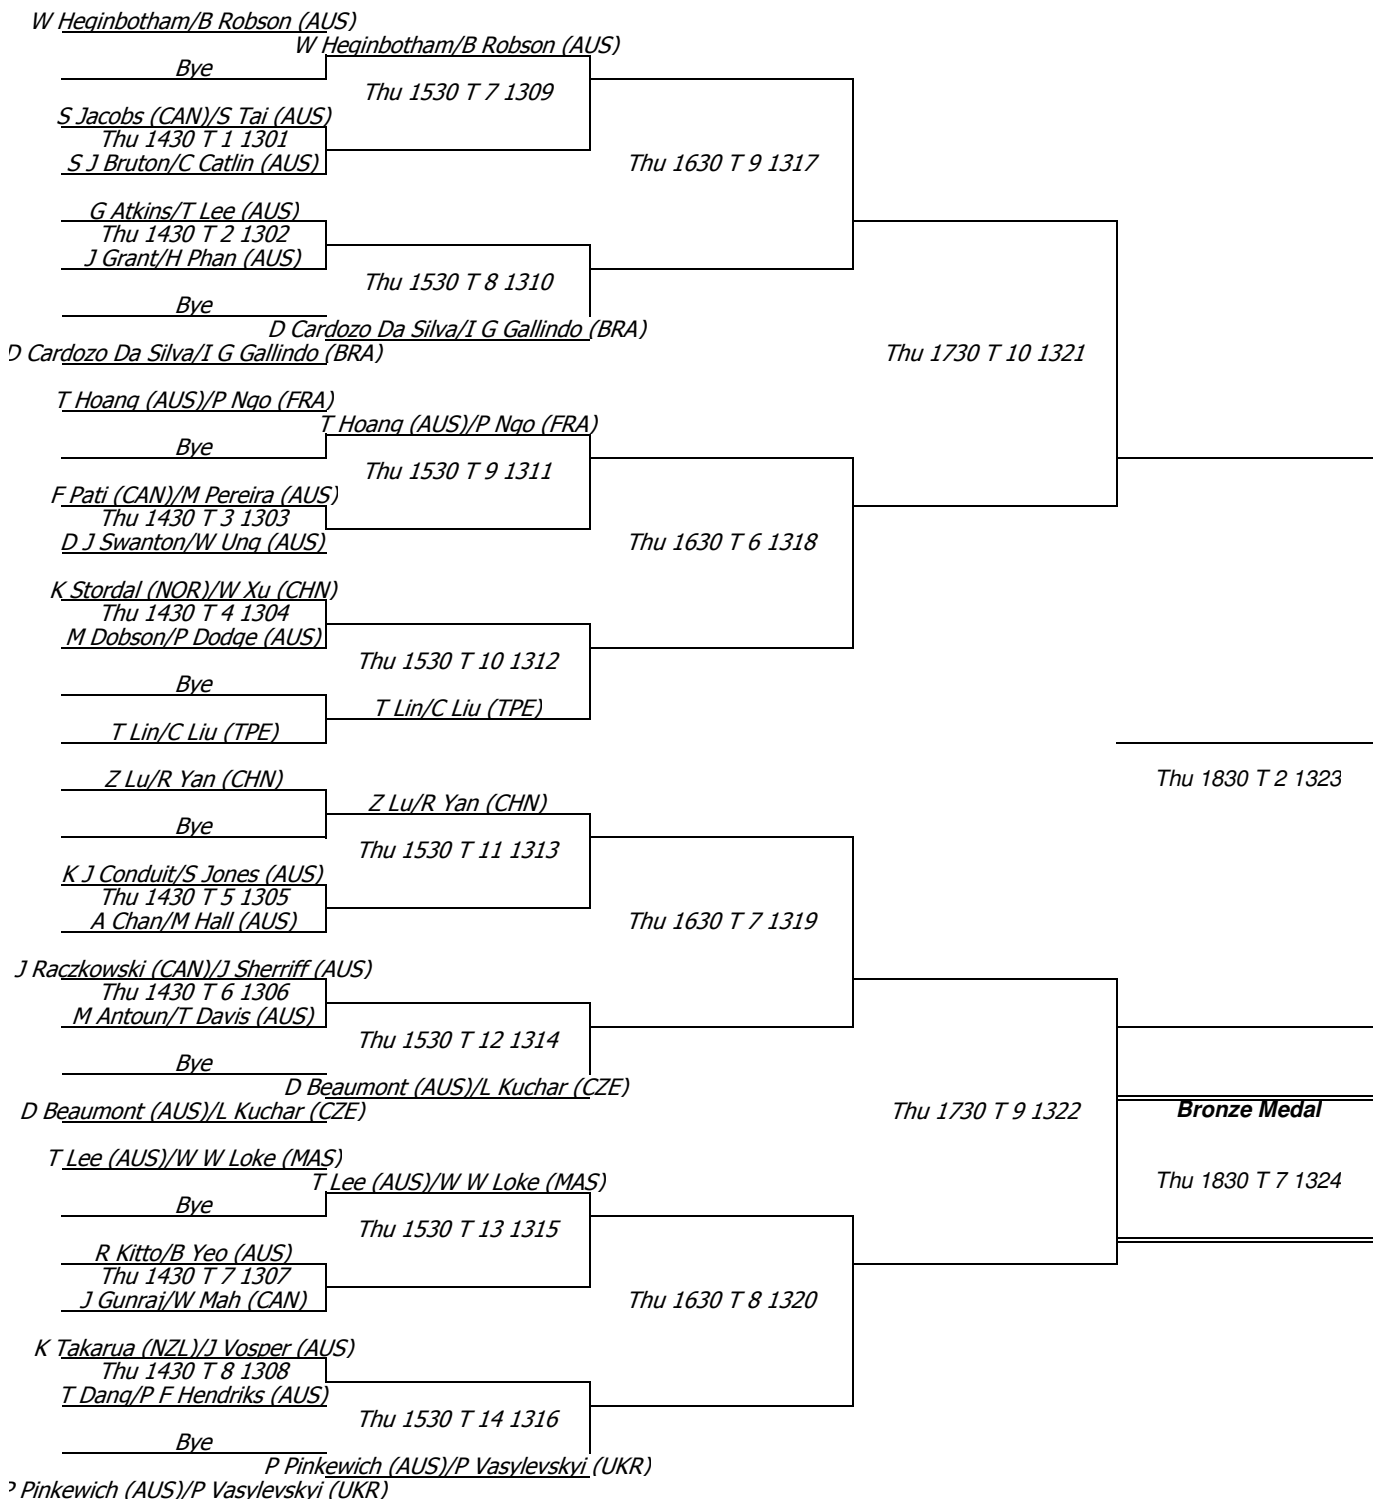 W Heginbotham/B Robson (AUS)
W Heginbotham/B Robson (AUS)
Bye
Thu 1530 T 7 1309
S Jacobs (CAN)/S Tai (AUS)
Thu 1430 T 1 1301
S J Bruton/C Catlin (AUS)
Thu 1630 T 9 1317
G Atkins/T Lee (AUS)
Thu 1430 T 2 1302
J Grant/H Phan (AUS)
Thu 1530 T 8 1310
Bye
D Cardozo Da Silva/I G Gallindo (BRA)
D Cardozo Da Silva/I G Gallindo (BRA)
Thu 1730 T 10 1321
T Hoang (AUS)/P Ngo (FRA)
T Hoang (AUS)/P Ngo (FRA)
Bye
Thu 1530 T 9 1311
F Pati (CAN)/M Pereira (AUS)
Thu 1430 T 3 1303
D J Swanton/W Ung (AUS)
Thu 1630 T 6 1318
K Stordal (NOR)/W Xu (CHN)
Thu 1430 T 4 1304
M Dobson/P Dodge (AUS)
Thu 1530 T 10 1312
Bye
T Lin/C Liu (TPE)
T Lin/C Liu (TPE)
Z Lu/R Yan (CHN)
Thu 1830 T 2 1323
Z Lu/R Yan (CHN)
Bye
Thu 1530 T 11 1313
K J Conduit/S Jones (AUS)
Thu 1430 T 5 1305
A Chan/M Hall (AUS)
Thu 1630 T 7 1319
J Raczkowski (CAN)/J Sherriff (AUS)
Thu 1430 T 6 1306
M Antoun/T Davis (AUS)
Thu 1530 T 12 1314
Bye
D Beaumont (AUS)/L Kuchar (CZE)
D Beaumont (AUS)/L Kuchar (CZE)
Thu 1730 T 9 1322
Bronze Medal
T Lee (AUS)/W W Loke (MAS)
T Lee (AUS)/W W Loke (MAS)
Thu 1830 T 7 1324
Bye
Thu 1530 T 13 1315
R Kitto/B Yeo (AUS)
Thu 1430 T 7 1307
J Gunraj/W Mah (CAN)
Thu 1630 T 8 1320
K Takarua (NZL)/J Vosper (AUS)
Thu 1430 T 8 1308
T Dang/P F Hendriks (AUS)
Thu 1530 T 14 1316
Bye
P Pinkewich (AUS)/P Vasylevskyi (UKR)
P Pinkewich (AUS)/P Vasylevskyi (UKR)